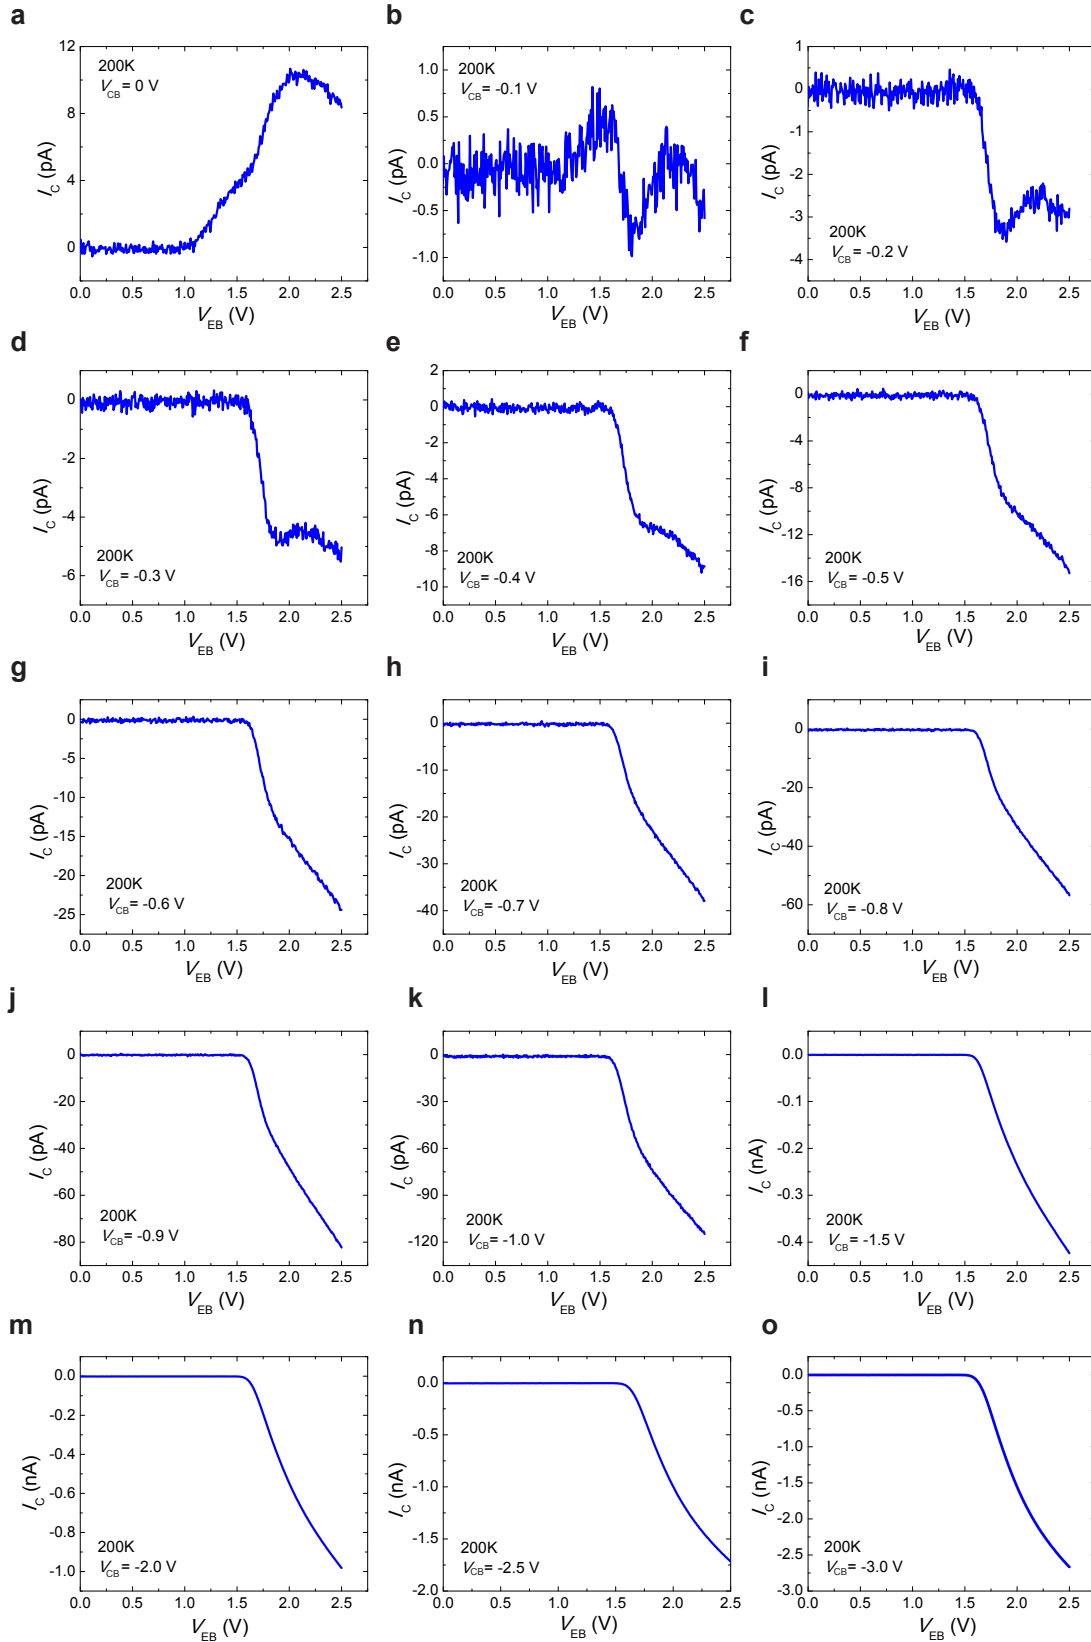 a
200K
V_CB = 0 V
12
8
4
0
I_C (pA)
0.0 0.5 1.0 1.5 2.0 2.5
V_EB (V)
b
200K
V_CB = -0.1 V
1.0
0.5
0.0
-0.5
-1.0
I_C (pA)
0.0 0.5 1.0 1.5 2.0 2.5
V_EB (V)
c
1
0
-1
-2
-3
-4
I_C (pA)
200K
V_CB = -0.2 V
0.0 0.5 1.0 1.5 2.0 2.5
V_EB (V)
d
0
-2
-4
-6
I_C (pA)
200K
V_CB = -0.3 V
0.0 0.5 1.0 1.5 2.0 2.5
V_EB (V)
e
2
0
-2
-4
-6
-8
-10
I_C (pA)
200K
V_CB = -0.4 V
0.0 0.5 1.0 1.5 2.0 2.5
V_EB (V)
f
0
-4
-8
-12
-16
I_C (pA)
200K
V_CB = -0.5 V
0.0 0.5 1.0 1.5 2.0 2.5
V_EB (V)
g
0
-5
-10
-15
-20
-25
I_C (pA)
200K
V_CB = -0.6 V
0.0 0.5 1.0 1.5 2.0 2.5
V_EB (V)
h
0
-10
-20
-30
-40
I_C (pA)
200K
V_CB = -0.7 V
0.0 0.5 1.0 1.5 2.0 2.5
V_EB (V)
i
0
-20
-40
-60
I_C (pA)
200K
V_CB = -0.8 V
0.0 0.5 1.0 1.5 2.0 2.5
V_EB (V)
j
0
-20
-40
-60
-80
I_C (pA)
200K
V_CB = -0.9 V
0.0 0.5 1.0 1.5 2.0 2.5
V_EB (V)
k
0
-30
-60
-90
-120
I_C (pA)
200K
V_CB = -1.0 V
0.0 0.5 1.0 1.5 2.0 2.5
V_EB (V)
l
0.0
-0.1
-0.2
-0.3
-0.4
I_C (nA)
200K
V_CB = -1.5 V
0.0 0.5 1.0 1.5 2.0 2.5
V_EB (V)
m
0.0
-0.2
-0.4
-0.6
-0.8
-1.0
I_C (nA)
200K
V_CB = -2.0 V
0.0 0.5 1.0 1.5 2.0 2.5
V_EB (V)
n
0.0
-0.5
-1.0
-1.5
-2.0
I_C (nA)
200K
V_CB = -2.5 V
0.0 0.5 1.0 1.5 2.0 2.5
V_EB (V)
o
0.0
-0.5
-1.0
-1.5
-2.0
-2.5
-3.0
I_C (nA)
200K
V_CB = -3.0 V
0.0 0.5 1.0 1.5 2.0 2.5
V_EB (V)